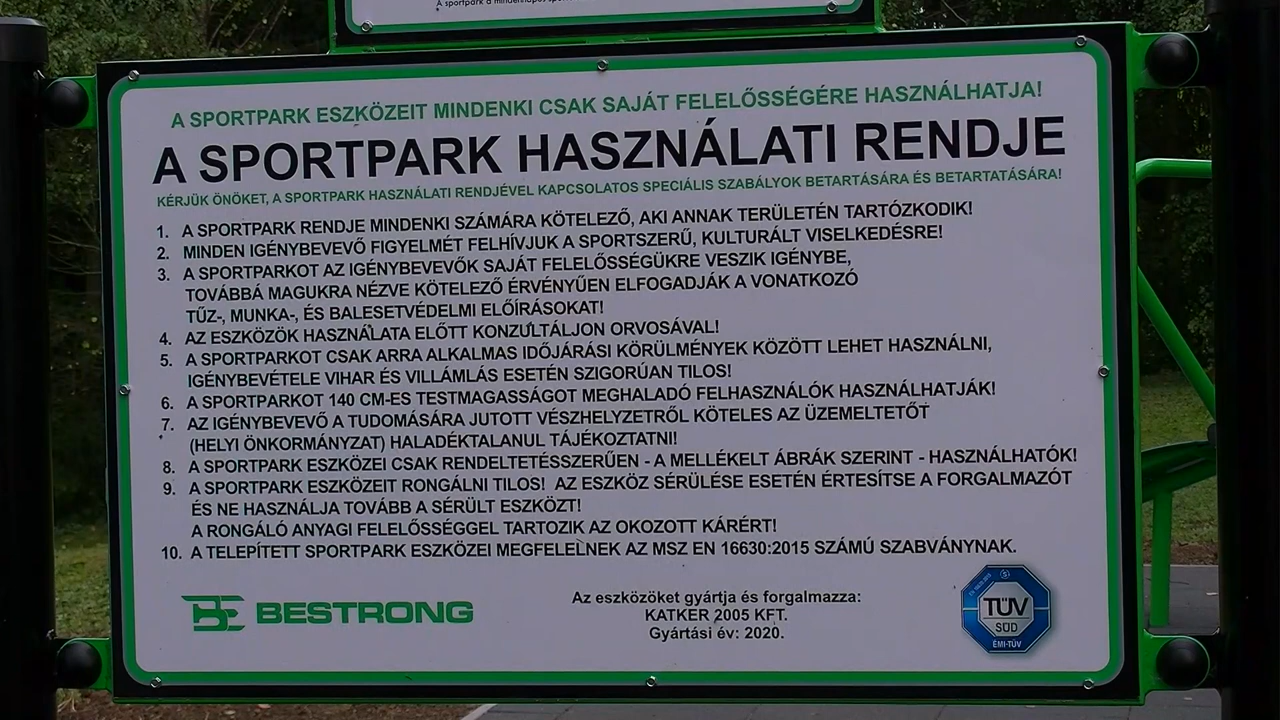 A sportpark a mindennapos
A SPORTPARK ESZKÖZEIT MINDENKI CSAK SAJÁT FELELŐSSÉGÉRE HASZNÁLHATJA!
A SPORTPARK HASZNÁLATI RENDJE
KÉRJÜK ÖNÖKET, A SPORTPARK HASZNÁLATI RENDJÉVEL KAPCSOLATOS SPECIÁLIS SZABÁLYOK BETARTÁSÁRA ÉS BETARTATÁSÁRA!
1. A SPORTPARK RENDJE MINDENKI SZÁMÁRA KÖTELEZŐ, AKI ANNAK TERÜLETÉN TARTÓZKODIK!
2. MINDEN IGÉNYBEVEVŐ FIGYELMÉT FELHÍVJUK A SPORTSZERŰ, KULTURÁLT VISELKEDÉSRE!
3. A SPORTPARKOT AZ IGÉNYBEVEVŐK SAJÁT FELELŐSSÉGÜKRE VESZIK IGÉNYBE,
TOVÁBBÁ MAGUKRA NÉZVE KÖTELEZŐ ÉRVÉNYŰEN ELFOGADJÁK A VONATKOZÓ
TŰZ-, MUNKA-, ÉS BALESETVÉDELMI ELŐÍRÁSOKAT!
4. AZ ESZKÖZÖK HASZNÁLATA ELŐTT KONZULTÁLJON ORVOSÁVAL!
5. A SPORTPARKOT CSAK ARRA ALKALMAS IDŐJÁRÁSI KÖRÜLMÉNYEK KÖZÖTT LEHET HASZNÁLNI,
IGÉNYBEVÉTELE VIHAR ÉS VILLÁMLÁS ESETÉN SZIGORÚAN TILOS!
6. A SPORTPARKOT 140 CM-ES TESTMAGASSÁGOT MEGHALADÓ FELHASZNÁLÓK HASZNÁLHATJÁK!
7. AZ IGÉNYBEVEVŐ A TUDOMÁSÁRA JUTOTT VÉSZHELYZETRŐL KÖTELES AZ ÜZEMELTETŐT
(HELYI ÖNKORMÁNYZAT) HALADÉKTALANUL TÁJÉKOZTATNI!
8. A SPORTPARK ESZKÖZEI CSAK RENDELTETÉSSZERŰEN - A MELLÉKELT ÁBRÁK SZERINT - HASZNÁLHATÓK!
9. A SPORTPARK ESZKÖZEIT RONGÁLNI TILOS! AZ ESZKÖZ SÉRÜLÉSE ESETÉN ÉRTESÍTSE A FORGALMAZÓT
ÉS NE HASZNÁLJA TOVÁBB A SÉRÜLT ESZKÖZT!
A RONGÁLÓ ANYAGI FELELŐSSÉGGEL TARTOZIK AZ OKOZOTT KÁRÉRT!
10. A TELEPÍTETT SPORTPARK ESZKÖZEI MEGFELELNEK AZ MSZ EN 16630:2015 SZÁMÚ SZABVÁNYNAK.
BE BESTRONG
Az eszközöket gyártja és forgalmazza:
KATKER 2005 KFT.
Gyártási év: 2020.
TÜV
SÜD
ÉMI-TÜV